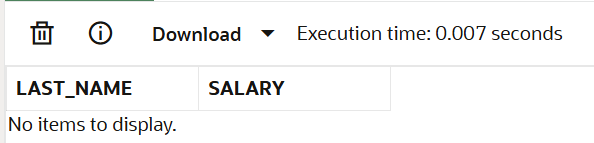 Download Execution time: 0.007 seconds
LAST_NAME SALARY
No items to display.